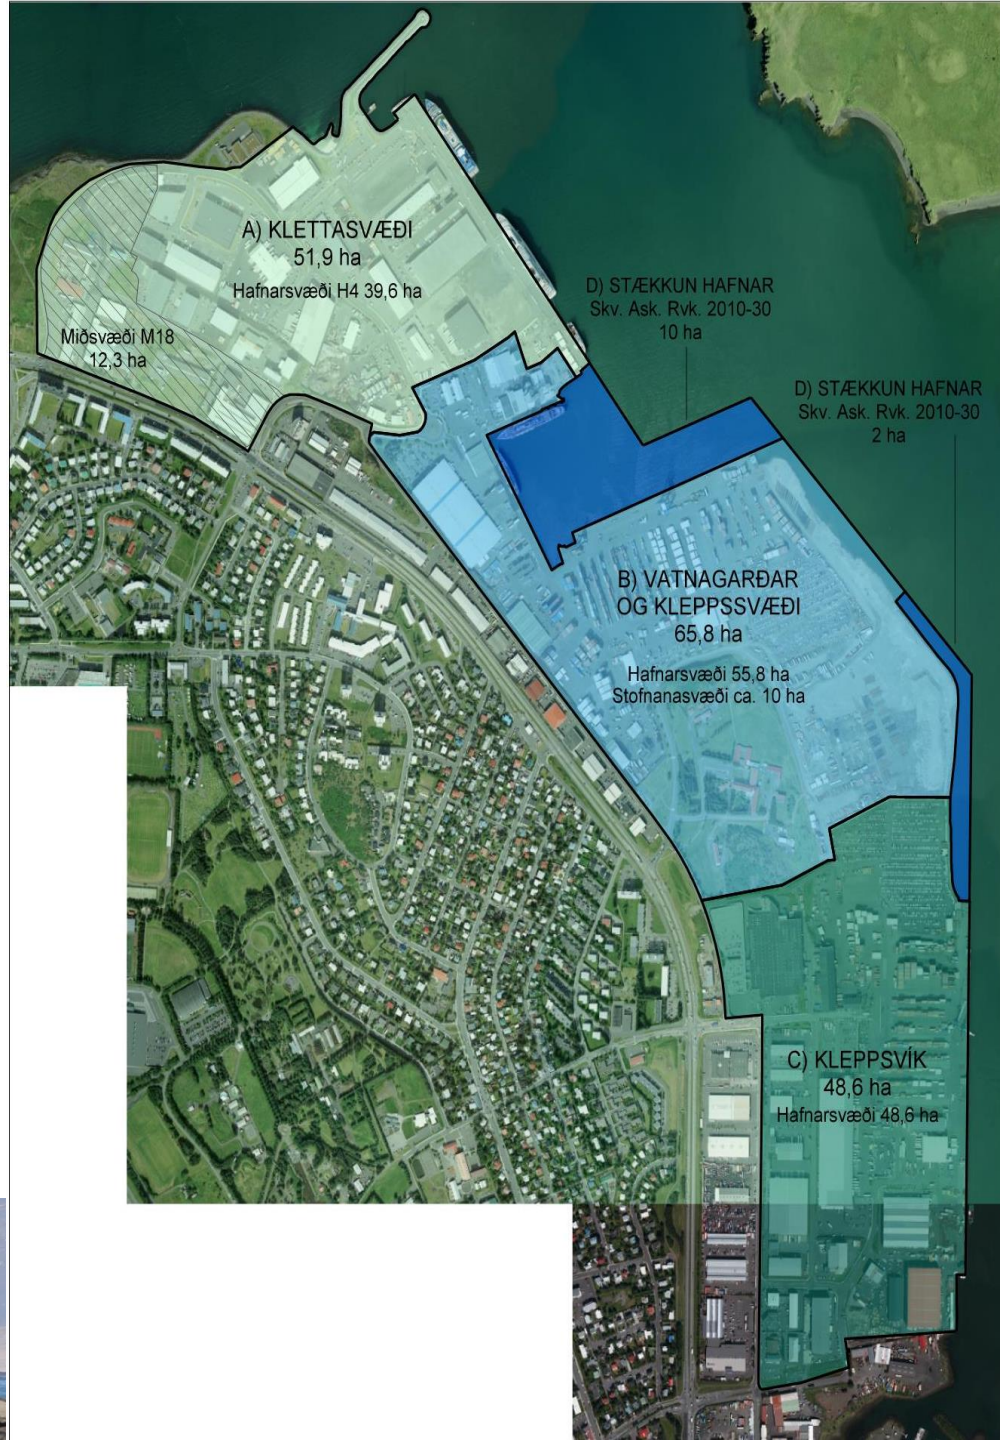 A) KLETTASVÆÐI
51,9 ha
Hafnarsvæði H4 39,6 ha
Miðsvæði M18
12,3 ha
D) STÆKKUN HAFNAR
Skv. Ask. Rvk. 2010-30
10 ha
D) STÆKKUN HAFNAR
Skv. Ask. Rvk. 2010-30
2 ha
B) VATNAGARÐAR
OG KLEPPSSVÆÐI
65,8 ha
Hafnarsvæði 55,8 ha
Stofnanasvæði ca. 10 ha
C) KLEPPSVÍK
48,6 ha
Hafnarsvæði 48,6 ha